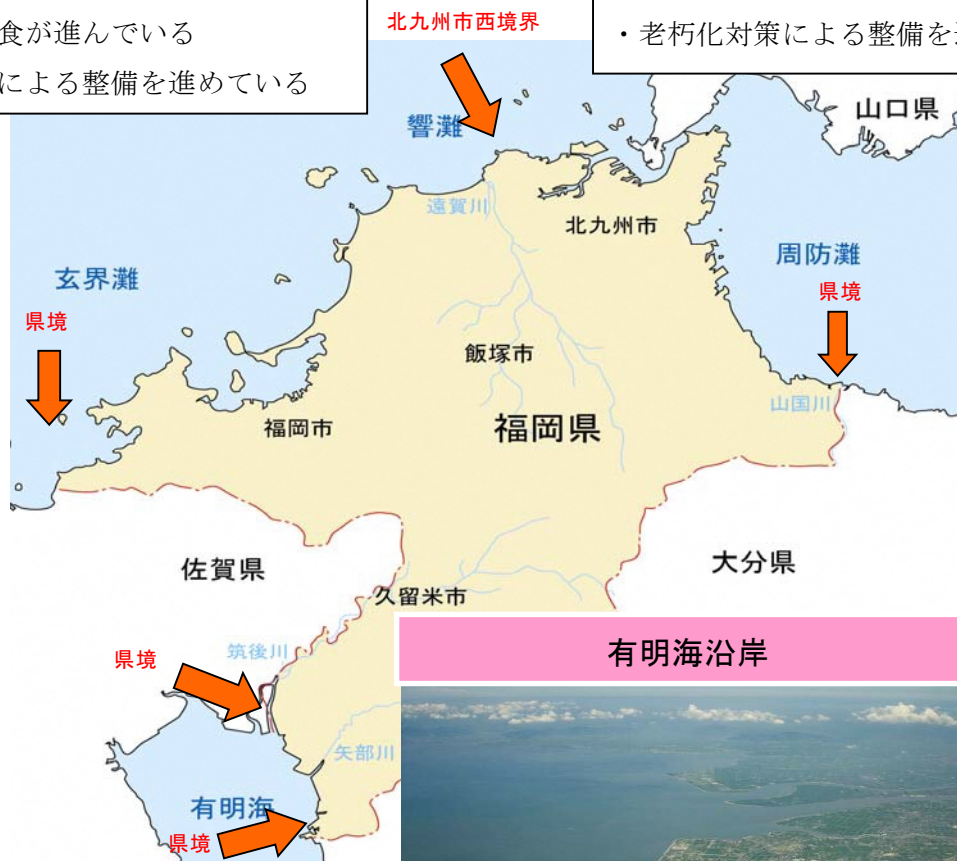 食が進んでいる
による整備を進めている
北九州市西境界
・老朽化対策による整備を
山口県
響灘
遠賀川
北九州市
周防灘
玄界灘
県境
県境
飯塚市
山国川
福岡市
福岡県
佐賀県
大分県
久留米市
筑後川
有明海沿岸
県境
矢部川
有明海
県境